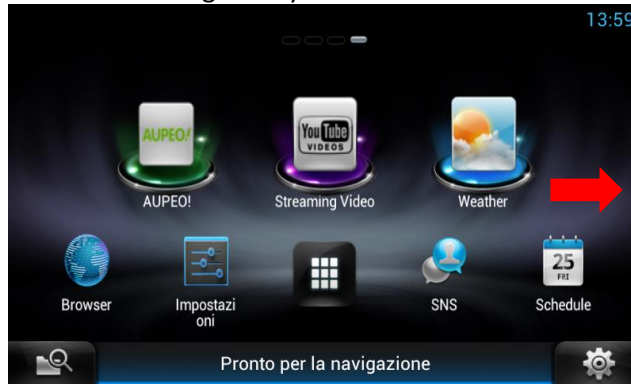 13:59
AUPEO!
You Tube
VIDEOS
AUPEO!
Streaming Video
Weather
25
FRI
Browser
Impostazi
oni
SNS
Schedule
Pronto per la navigazione